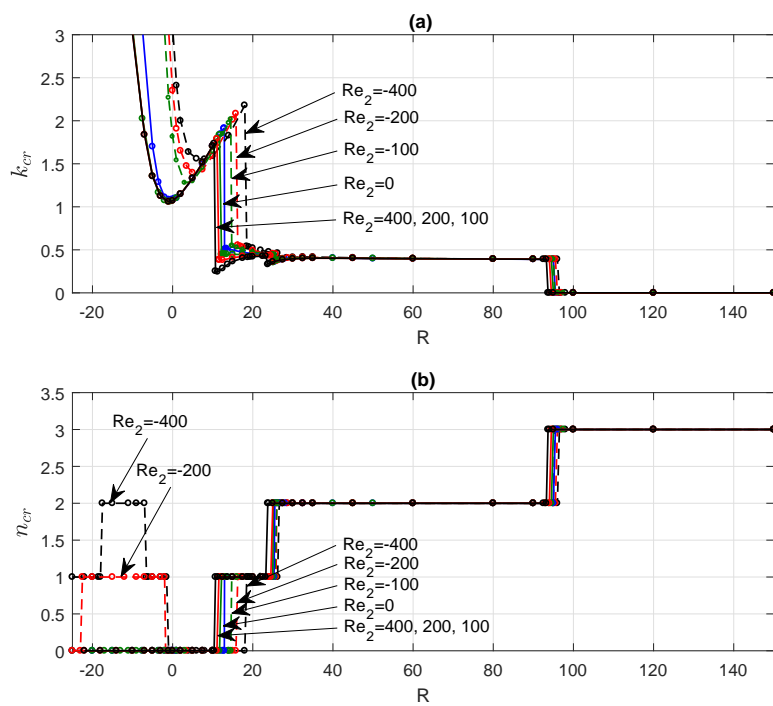 (a)
3
2.5
2
1.5
1
0.5
0
k_cr
Re_2=-400
Re_2=-200
Re_2=-100
Re_2=0
Re_2=400, 200, 100
-20 0 20 40 60 80 100 120 140
R
(b)
3.5
3
2.5
2
1.5
1
0.5
0
n_cr
Re_2=-400
Re_2=-200
Re_2=-400
Re_2=-200
Re_2=-100
Re_2=0
Re_2=400, 200, 100
-20 0 20 40 60 80 100 120 140
R